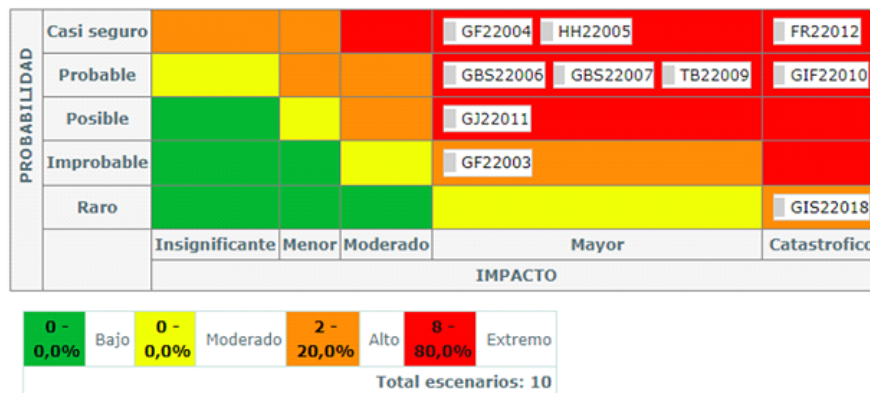 PROBABILIDAD
Casi seguro GF22004 HH22005 FR22012
Probable GBS22006 GBS22007 TB22009 GIF22010
Posible GJ22011
Improbable GF22003
Raro GIS22018
Insignificante Menor Moderado Mayor Catastrofico
IMPACTO
0 - 0,0% Bajo 0 - 0,0% Moderado 2 - 20,0% Alto 8 - 80,0% Extremo
Total escenarios: 10